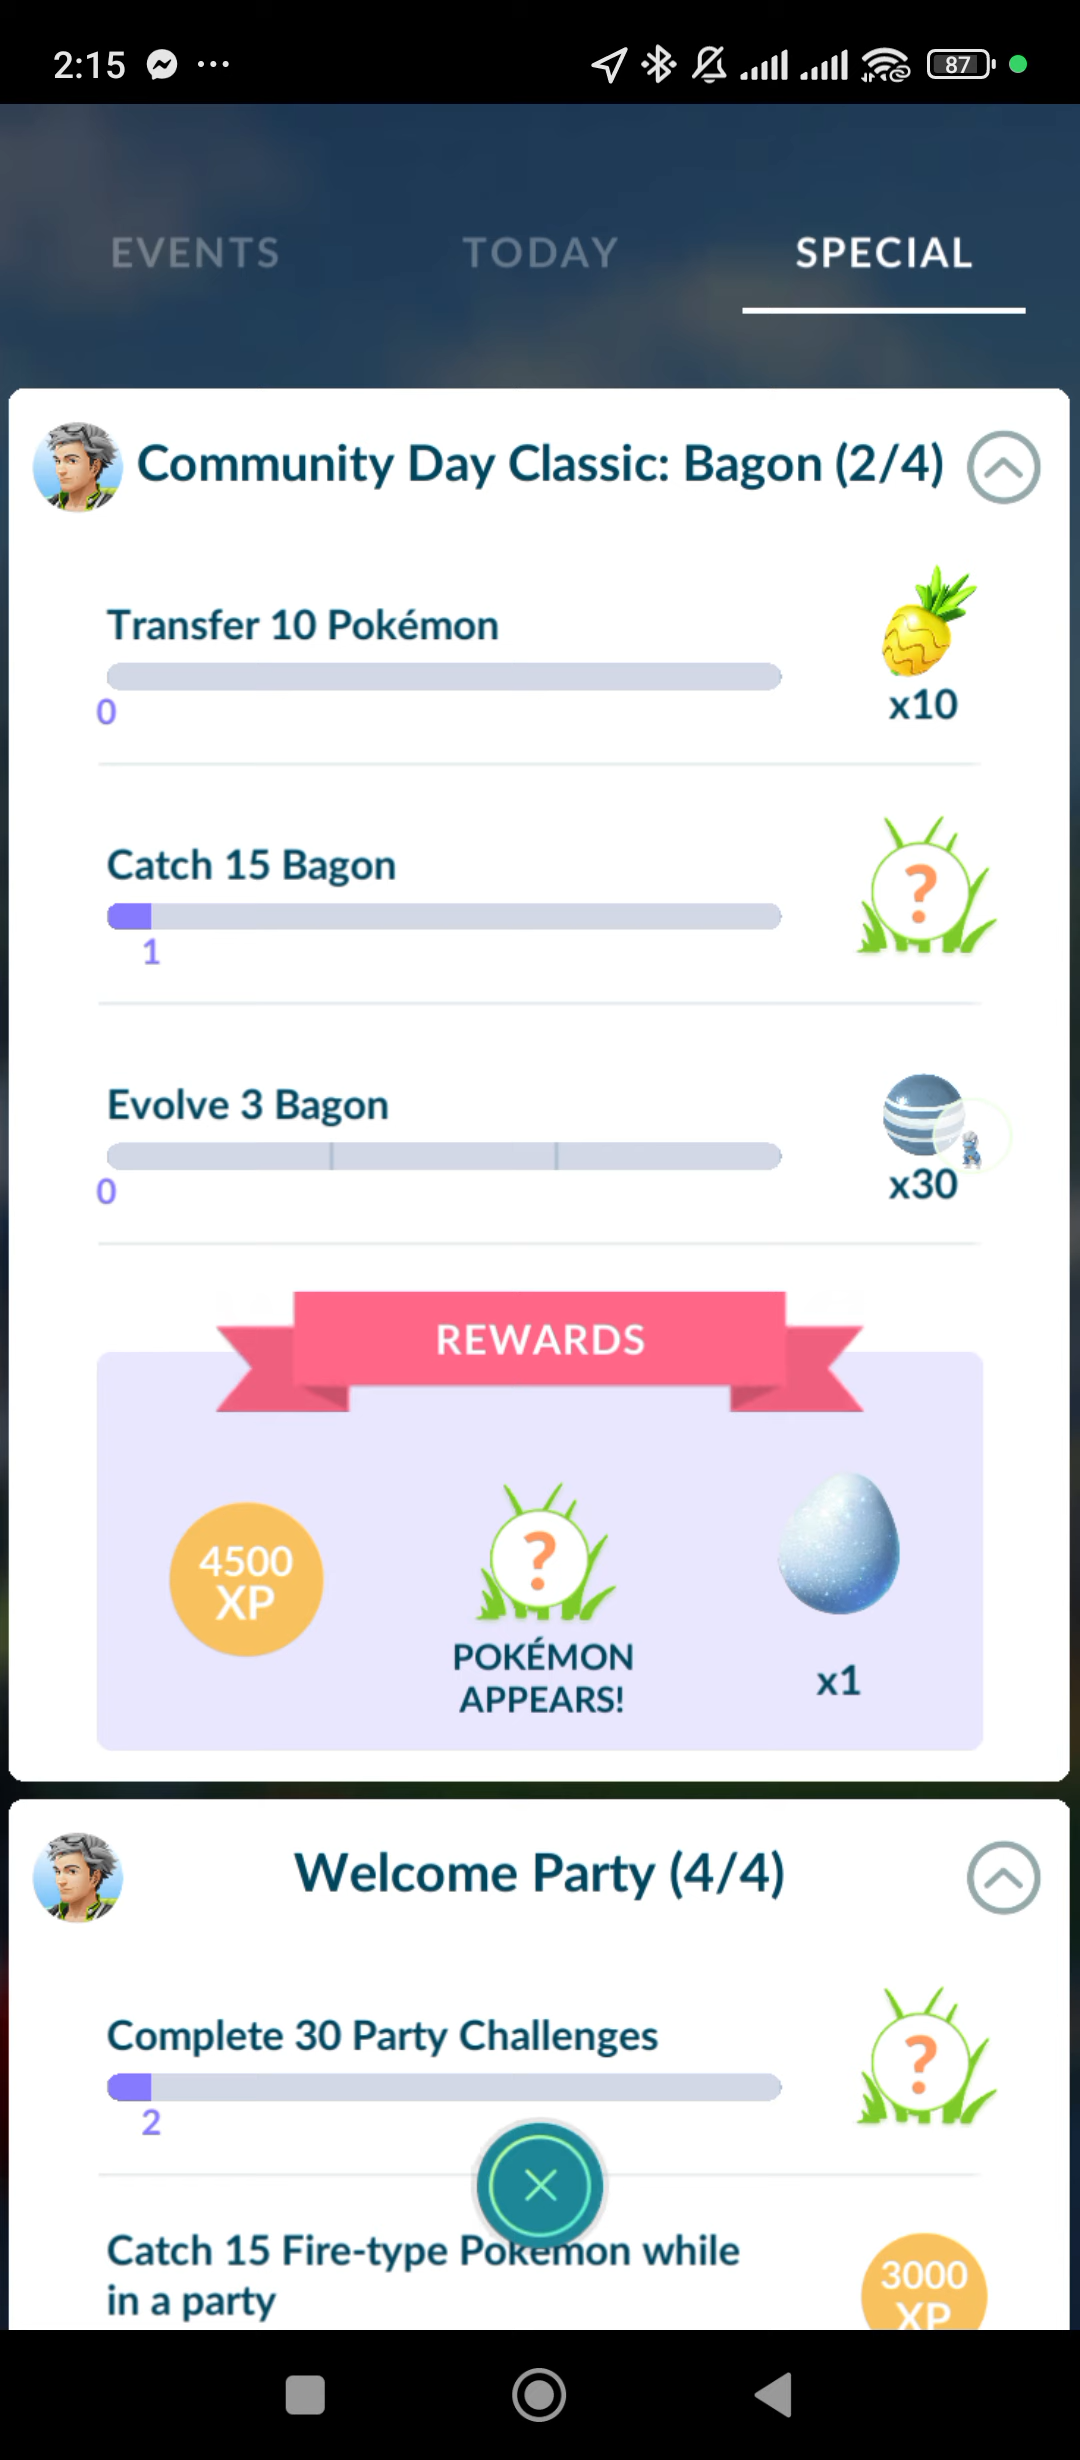 2:15 ...
87
EVENTS TODAY SPECIAL
Community Day Classic: Bagon (2/4)
Transfer 10 Pokémon
0
x10
Catch 15 Bagon
1
?
Evolve 3 Bagon
0
x30
REWARDS
4500
XP
?
POKÉMON
APPEARS!
x1
Welcome Party (4/4)
Complete 30 Party Challenges
2
?
Catch 15 Fire-type Pokémon while
in a party
3000
XP